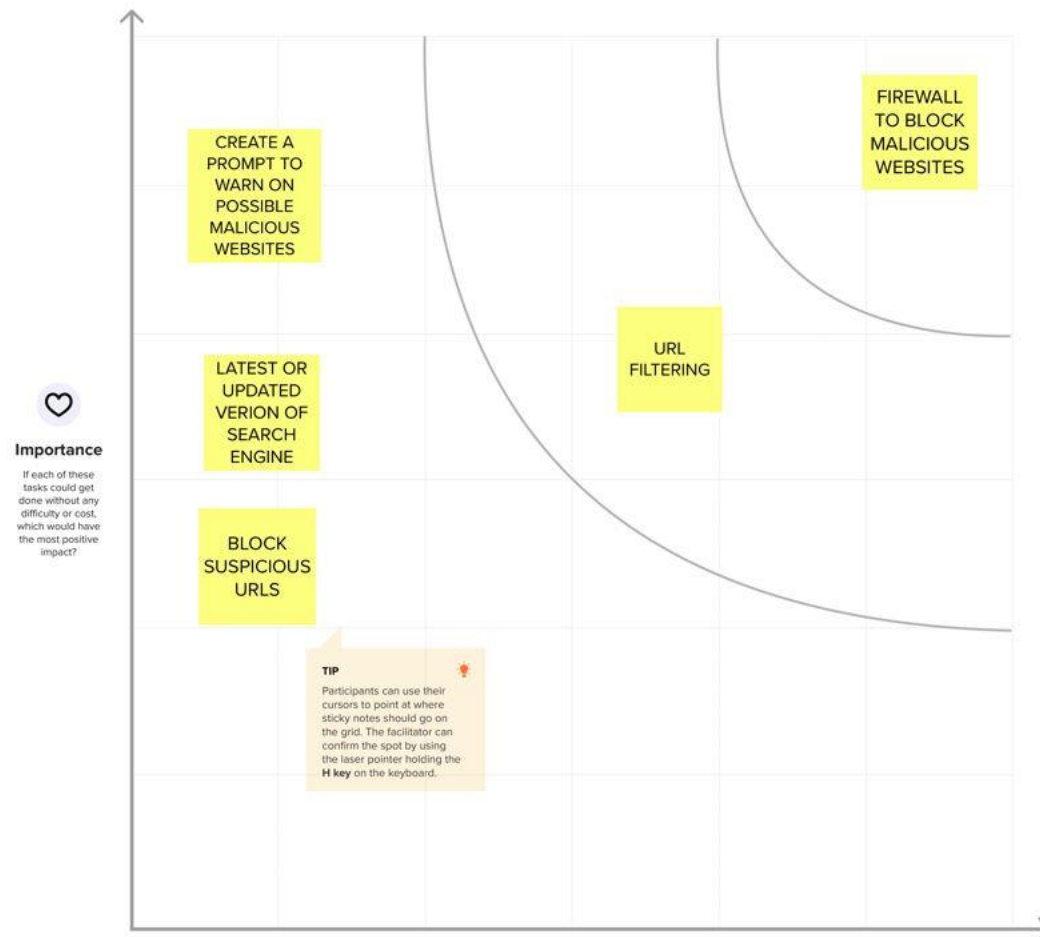 FIREWALL
TO BLOCK
MALICIOUS
WEBSITES
CREATE A
PROMPT TO
WARN ON
POSSIBLE
MALICIOUS
WEBSITES
URL
FILTERING
LATEST OR
UPDATED
VERION OF
SEARCH
ENGINE
Importance
If each of these
tasks could get
done without any
difficulty or cost,
which would have
the most positive
impact?
BLOCK
SUSPICIOUS
URLS
TIP
Participants can use their
cursors to point at where
sticky notes should go on
the grid. The facilitator can
confirm the spot by using
the laser pointer holding the
H key on the keyboard.